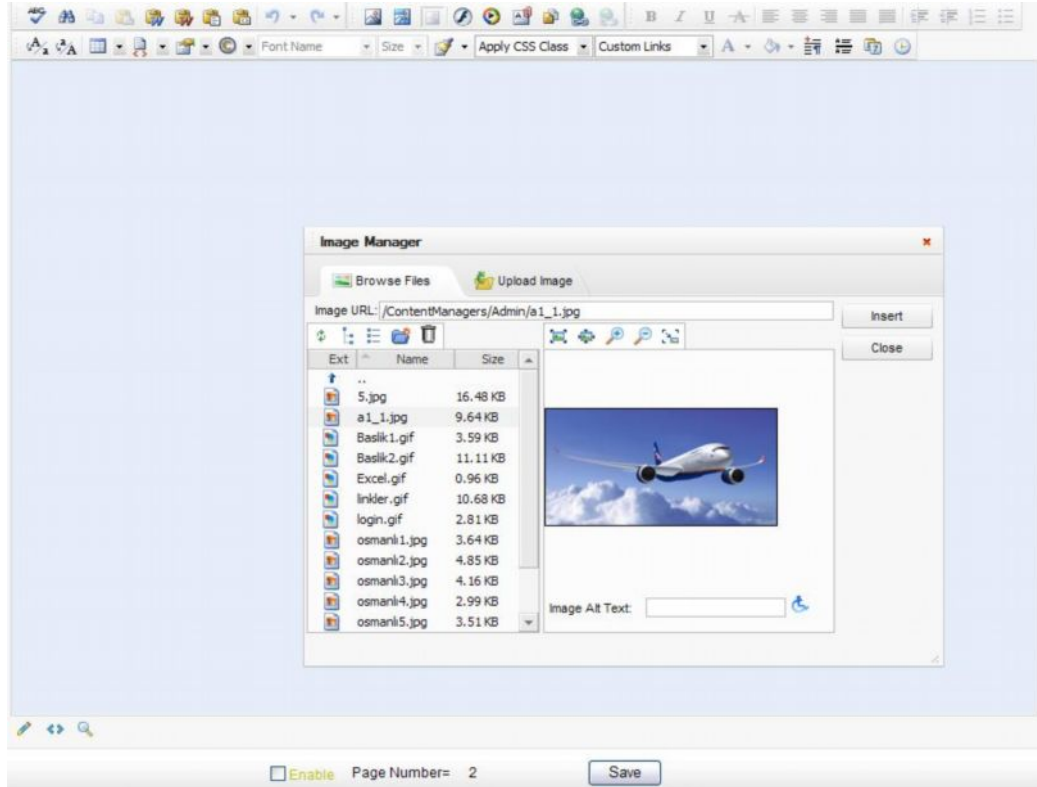 Font Name Size Apply CSS Class Custom Links
Image Manager
Browse Files Upload Image
Image URL: /ContentManagers/Admin/a1_1.jpg Insert
Close
Ext Name Size
..
5.jpg 16.48 KB
a1_1.jpg 9.64 KB
Baslik1.gif 3.59 KB
Baslik2.gif 11.11 KB
Excel.gif 0.96 KB
linkler.gif 10.68 KB
login.gif 2.81 KB
osmanlı1.jpg 3.64 KB
osmanlı2.jpg 4.85 KB
osmanlı3.jpg 4.16 KB
osmanlı4.jpg 2.99 KB
osmanlı5.jpg 3.51 KB
Image Alt Text:
Enable Page Number= 2 Save